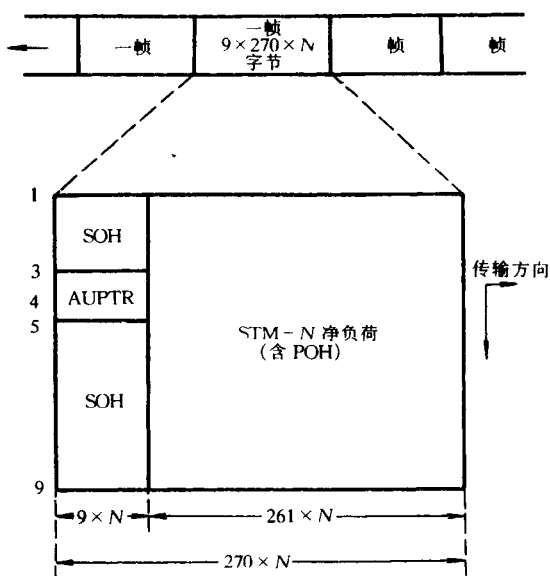 一帧
一帧
9×270×N
字节
帧
帧
1
SOH
3
传输方向
4
AUPTR
5
STM-N 净负荷
(含 POH)
SOH
9
9×N
261×N
270×N